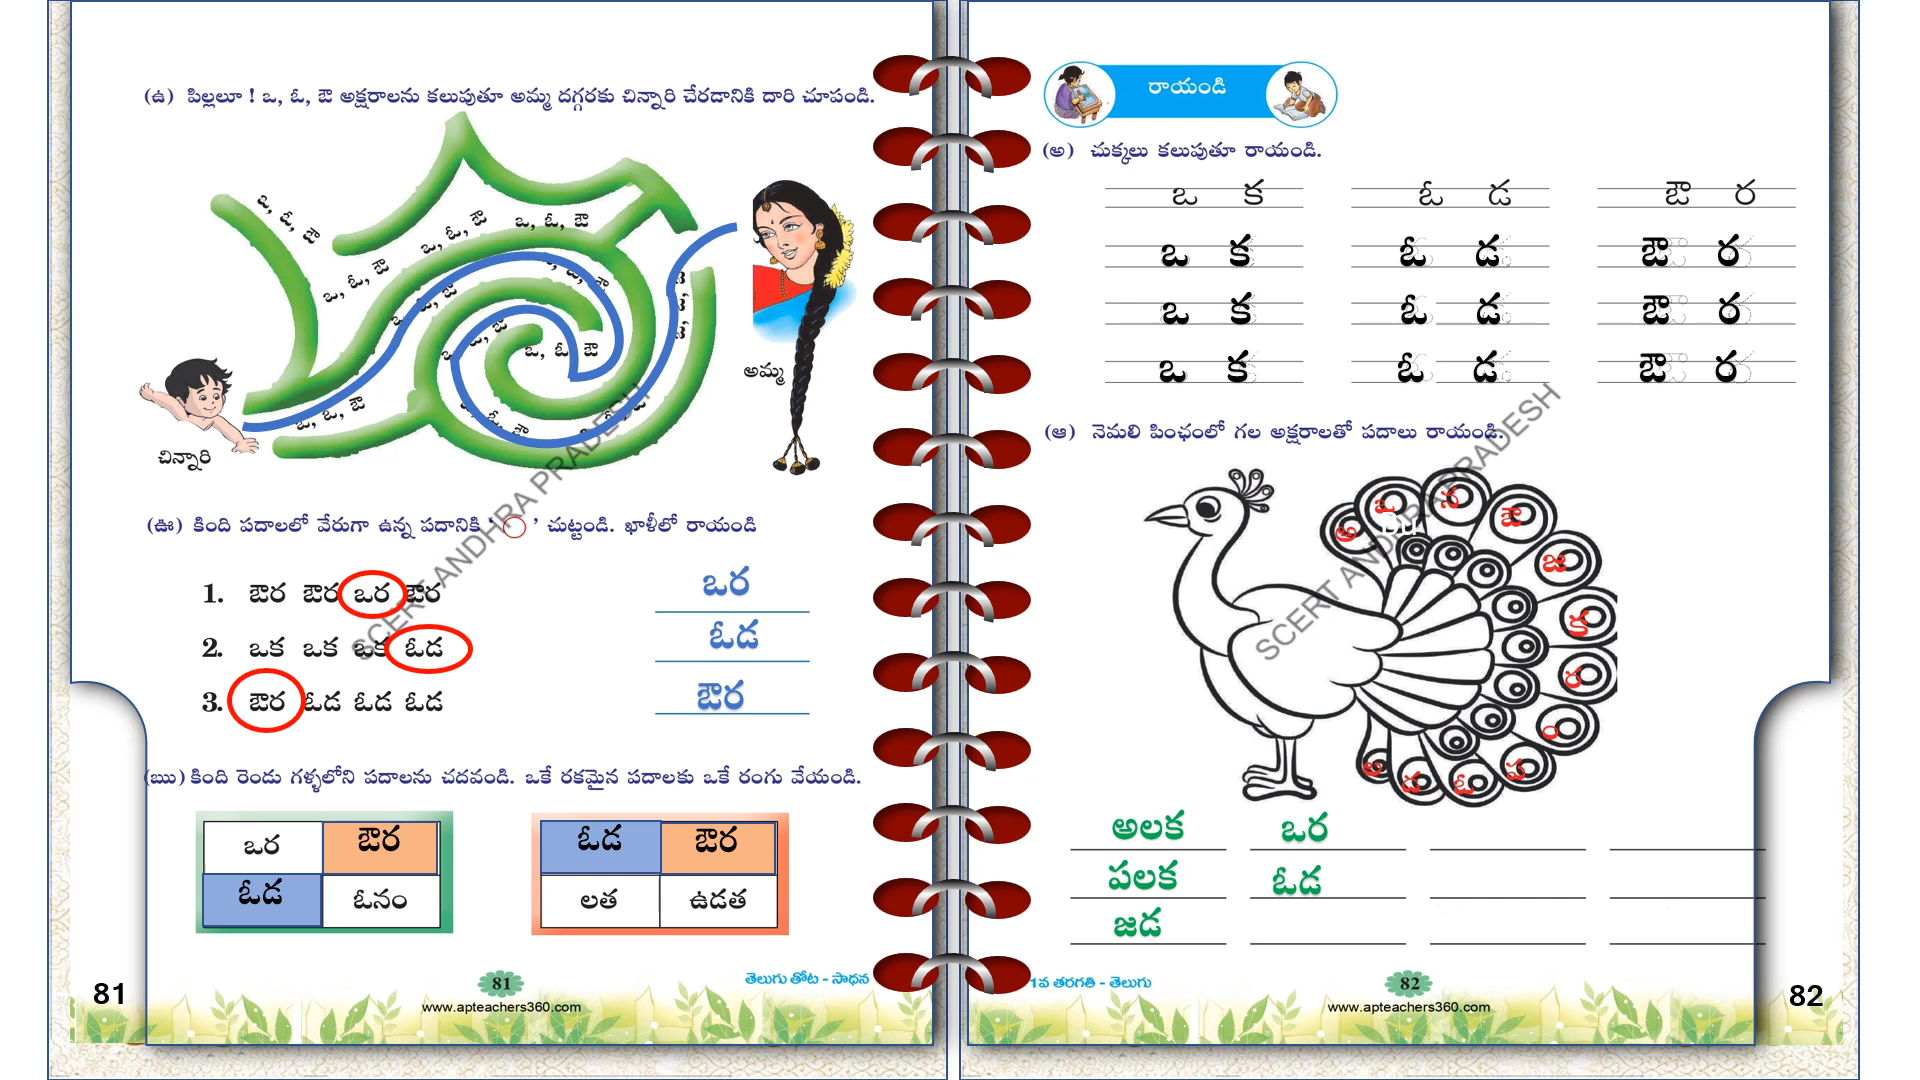 (ఉ) పిల్లలూ ! ఒ, ఓ, ఔ అక్షరాలను కలుపుతూ అమ్మ దగ్గరకు చిన్నారి చేరడానికి దారి చూపండి.
ఒ, ఓ, ఔ
ఒ, ఓ, ఔ
ఒ, ఓ, ఔ
ఒ, ఓ, ఔ
ఒ, ఓ, ఔ
ఒ, ఓ, ఔ
అమ్మ
చిన్నారి
(ఊ) కింది పదాలలో వేరుగా ఉన్న పదానికి ‘ ’ చుట్టండి. ఖాళీలో రాయండి
1. ఔర ఔర ఒర ఔర ఒర
2. ఒక ఒక ఒక ఓడ ఓడ
3. ఔర ఓడ ఓడ ఓడ ఔర
(ఋ) కింది రెండు గళ్ళలోని పదాలను చదవండి. ఒకే రకమైన పదాలకు ఒకే రంగు వేయండి.
ఒర ఔర
ఓడ ఓనం
ఓడ ఔర
లత ఉడత
SCERT ANDHRA PRADESH
81
81
తెలుగు తోట - సాధన
www.apteachers360.com
రాయండి
(అ) చుక్కలు కలుపుతూ రాయండి.
ఒ క ఓ డ ఔ ర
ఒ క ఓ డ ఔ ర
ఒ క ఓ డ ఔ ర
ఒ క ఓ డ ఔ ర
(ఆ) నెమలి పింఛంలో గల అక్షరాలతో పదాలు రాయండి.
అ ఒ న ఔ జ క ర ం ప ఓ డ ల
SCERT ANDHRA PRADESH
అలక ఒర
పలక ఓడ
జడ
1వ తరగతి - తెలుగు
82
82
www.apteachers360.com